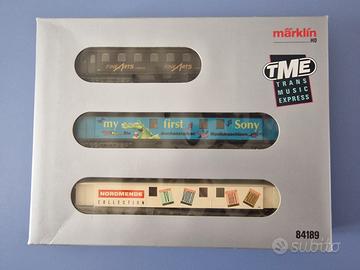 märklin
HO
FINE ARTS
FINE ARTS
TME
TRANS
MUSIC
EXPRESS
my first Sony
NORDMENDE
COLLECTION
84189
subito